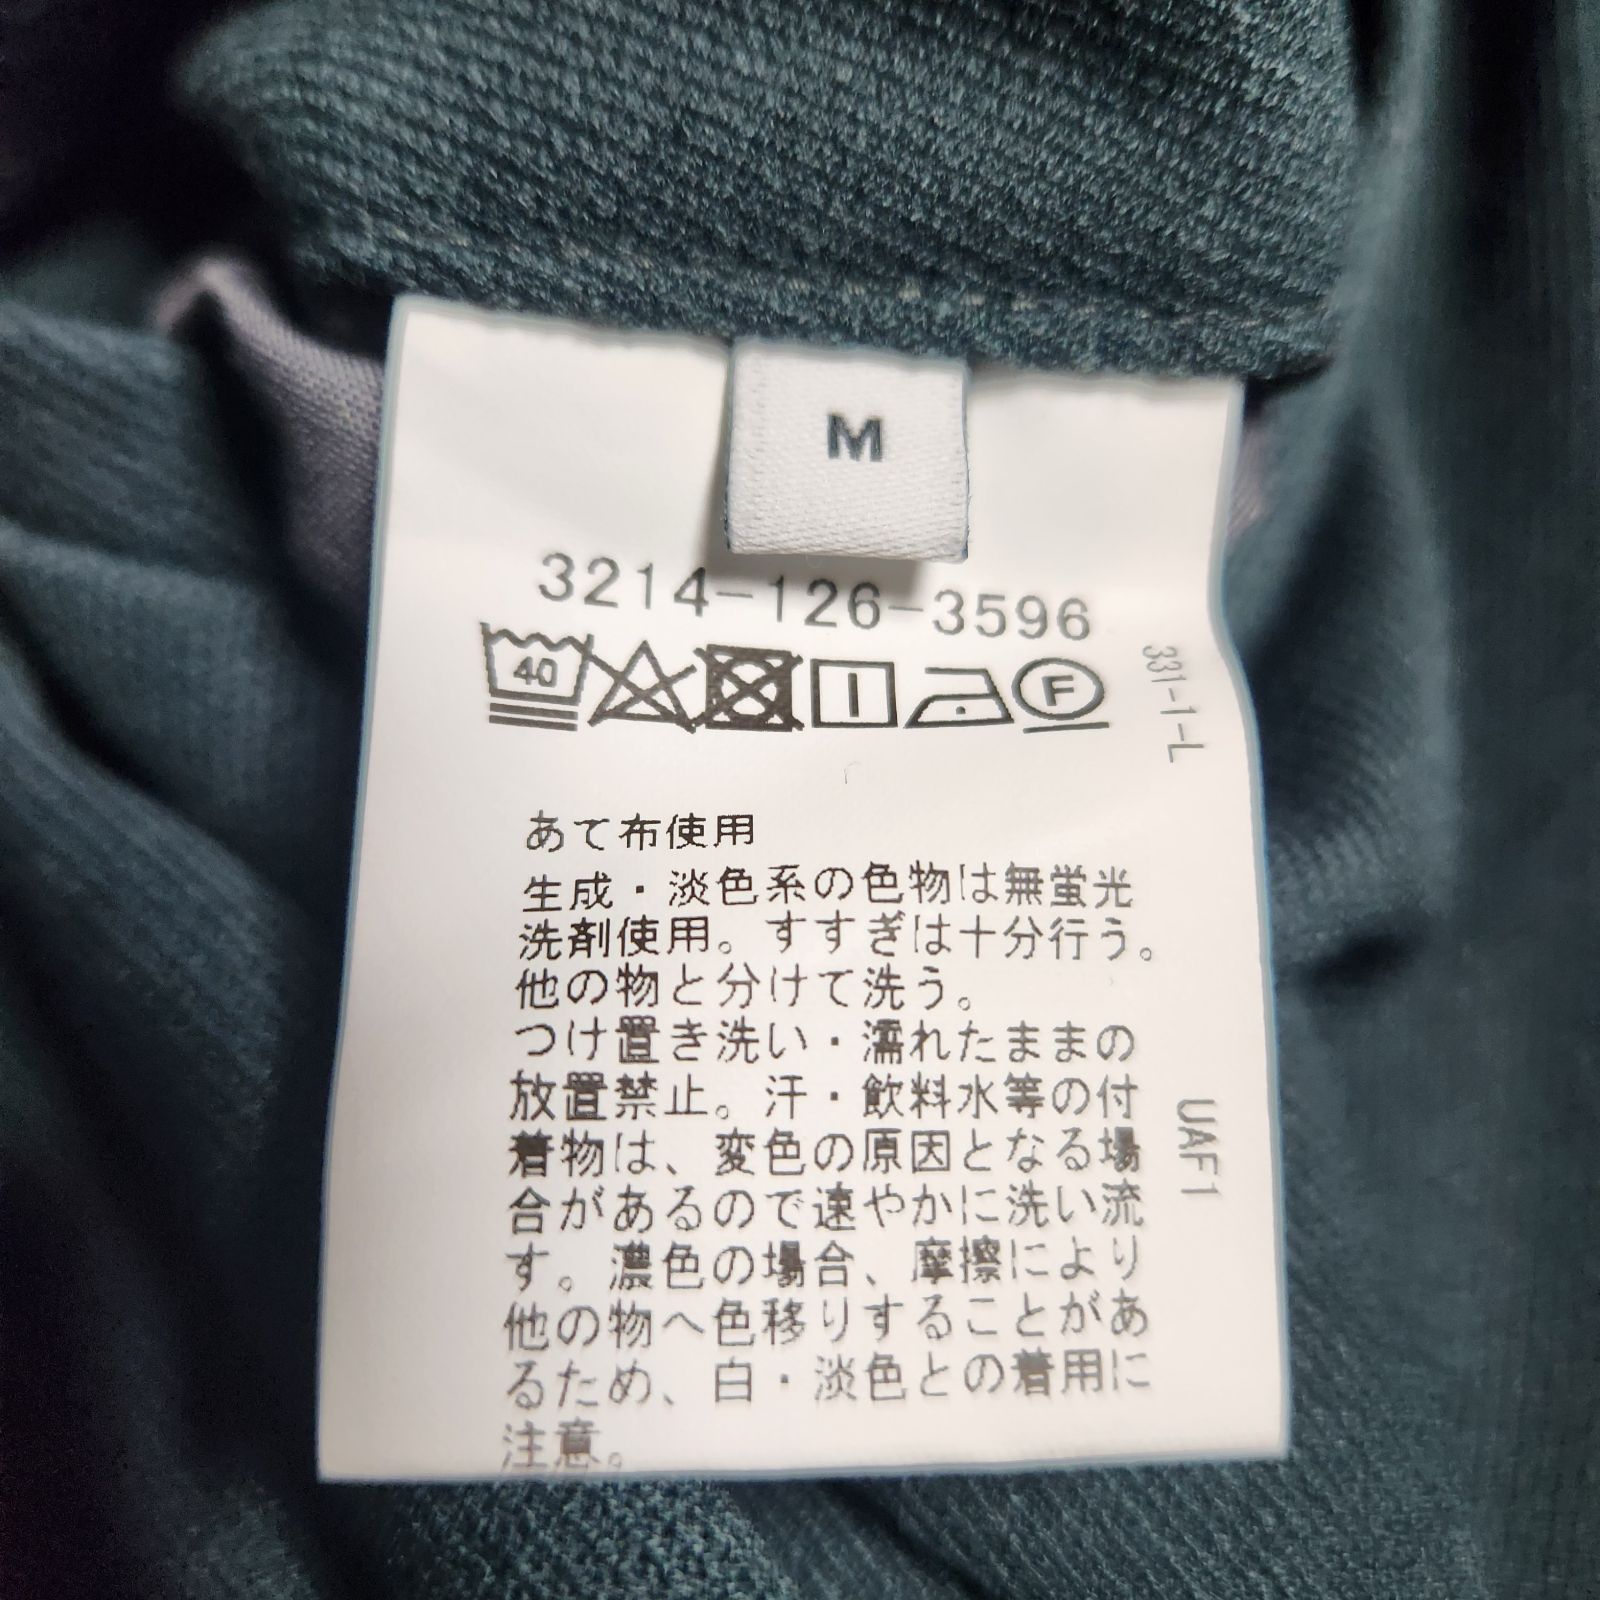 M
3214-126-3596
40
F
331-1-L
あて布使用
生成・淡色系の色物は無蛍光
洗剤使用。すすぎは十分行う。
他の物と分けて洗う。
つけ置き洗い・濡れたままの
放置禁止。汗・飲料水等の付
着物は、変色の原因となる場
合があるので速やかに洗い流
す。濃色の場合、摩擦により
他の物へ色移りすることがあ
るため、白・淡色との着用に
注意。
UAF1